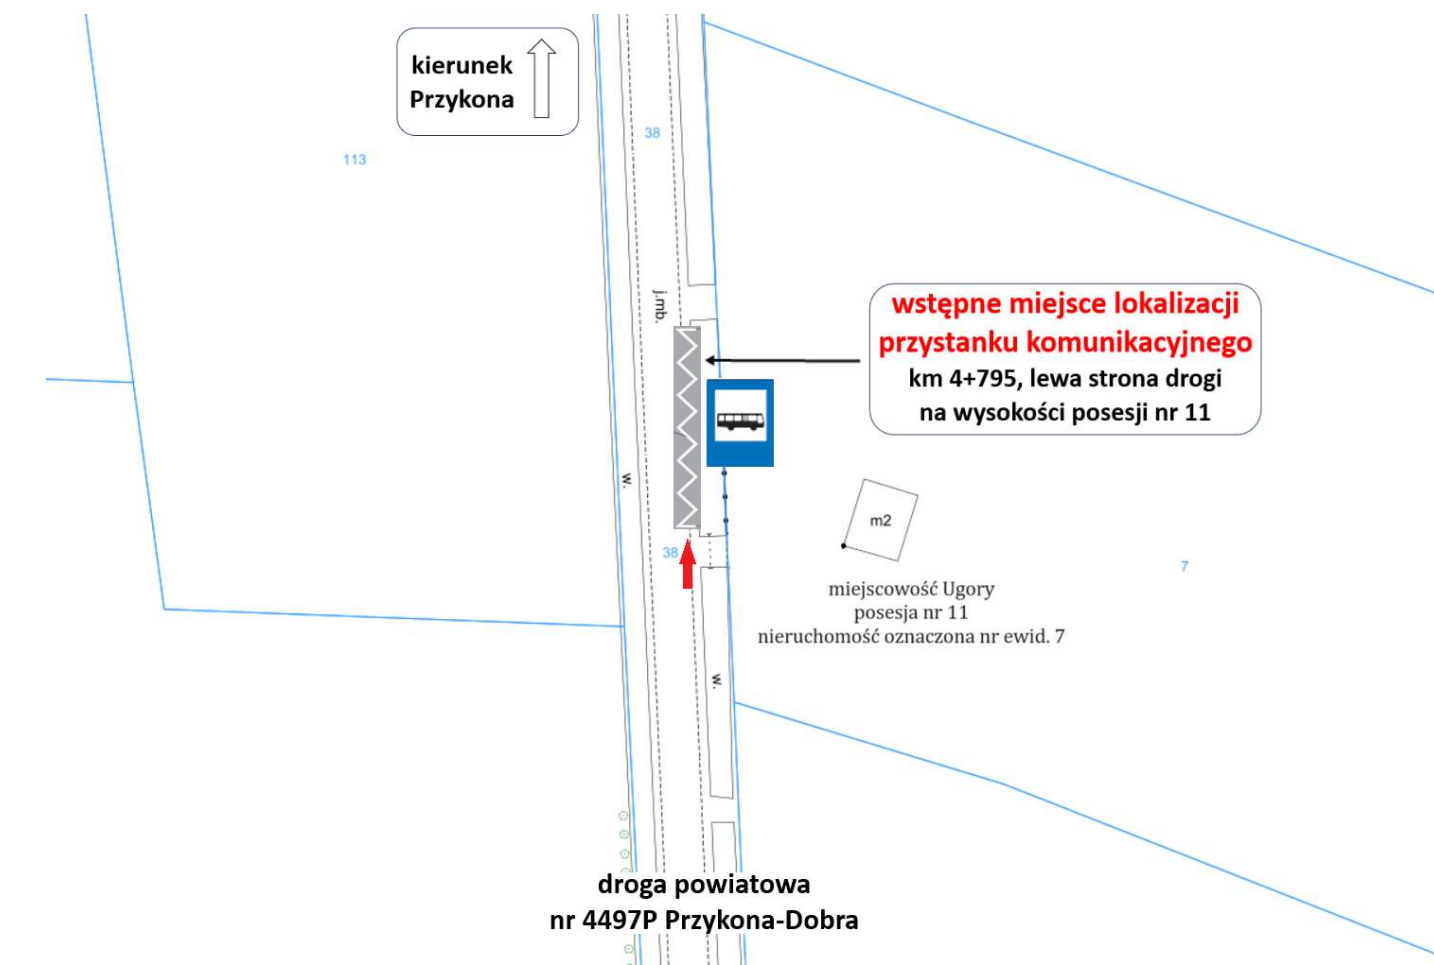 kierunek
Przykona
38
113
j.mb.
wstępne miejsce lokalizacji
przystanku komunikacyjnego
km 4+795, lewa strona drogi
na wysokości posesji nr 11
w.
m2
38
7
miejscowość Ugory
posesja nr 11
nieruchomość oznaczona nr ewid. 7
w.
droga powiatowa
nr 4497P Przykona-Dobra